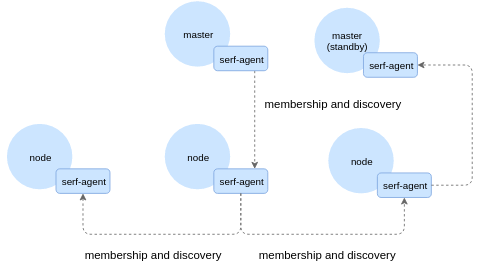 master
serf-agent
master
(standby)
serf-agent
membership and discovery
node
serf-agent
node
serf-agent
node
serf-agent
membership and discovery
membership and discovery